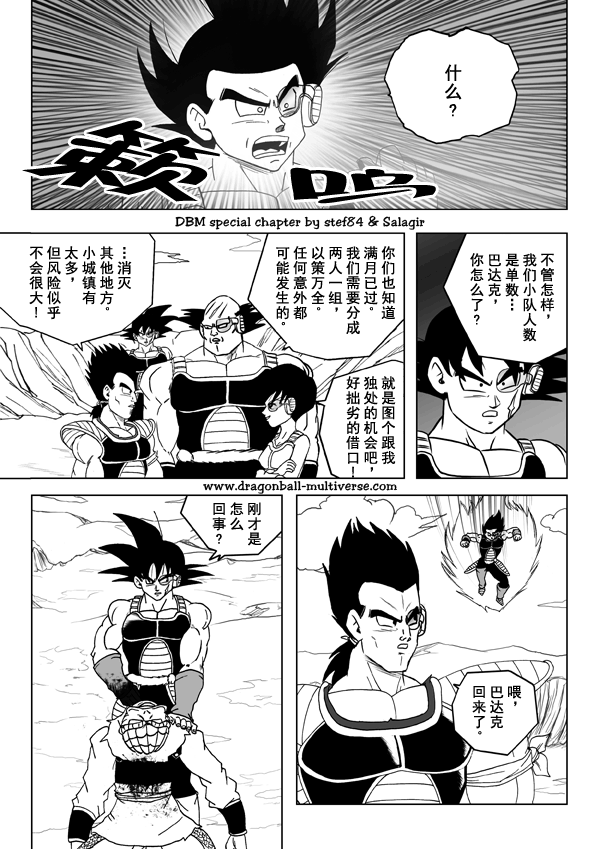 什么?
DBM special chapter by stef84 & Salagir
不管怎样,
我们小队人数
是单数…
巴达克,
你怎么了?
你们也知道
满月已过。
我们需要分成
两人一组,
以策万全。
任何意外都
可能发生的。
就是图个跟我
独处的机会吧,
好拙劣的借口!
…消灭
其他地方。
小城镇有
太多,
但风险似乎
不会很大!
www.dragonball-multiverse.com
喂,
巴达克
回来了。
刚才是
怎么
回事?